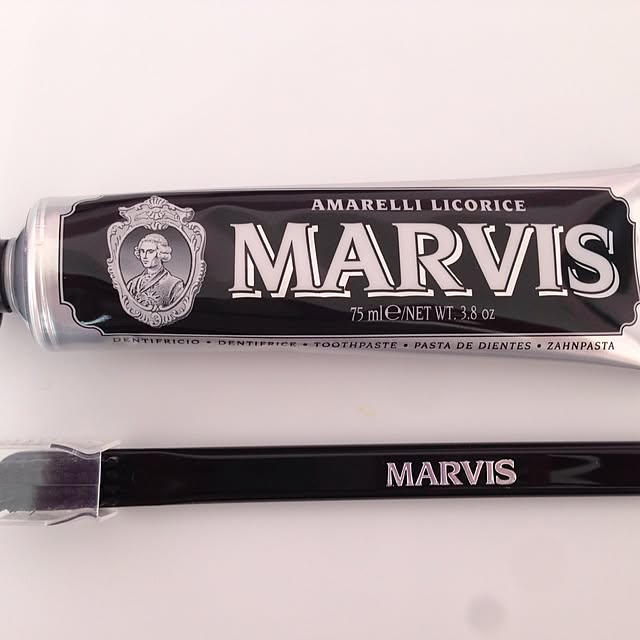 AMARELLI LICORICE
MARVIS
75 ml℮/NET WT. 3.8 oz
DENTIFRICIO • DENTIFRICE • TOOTHPASTE • PASTA DE DIENTES • ZAHNPASTA
MARVIS